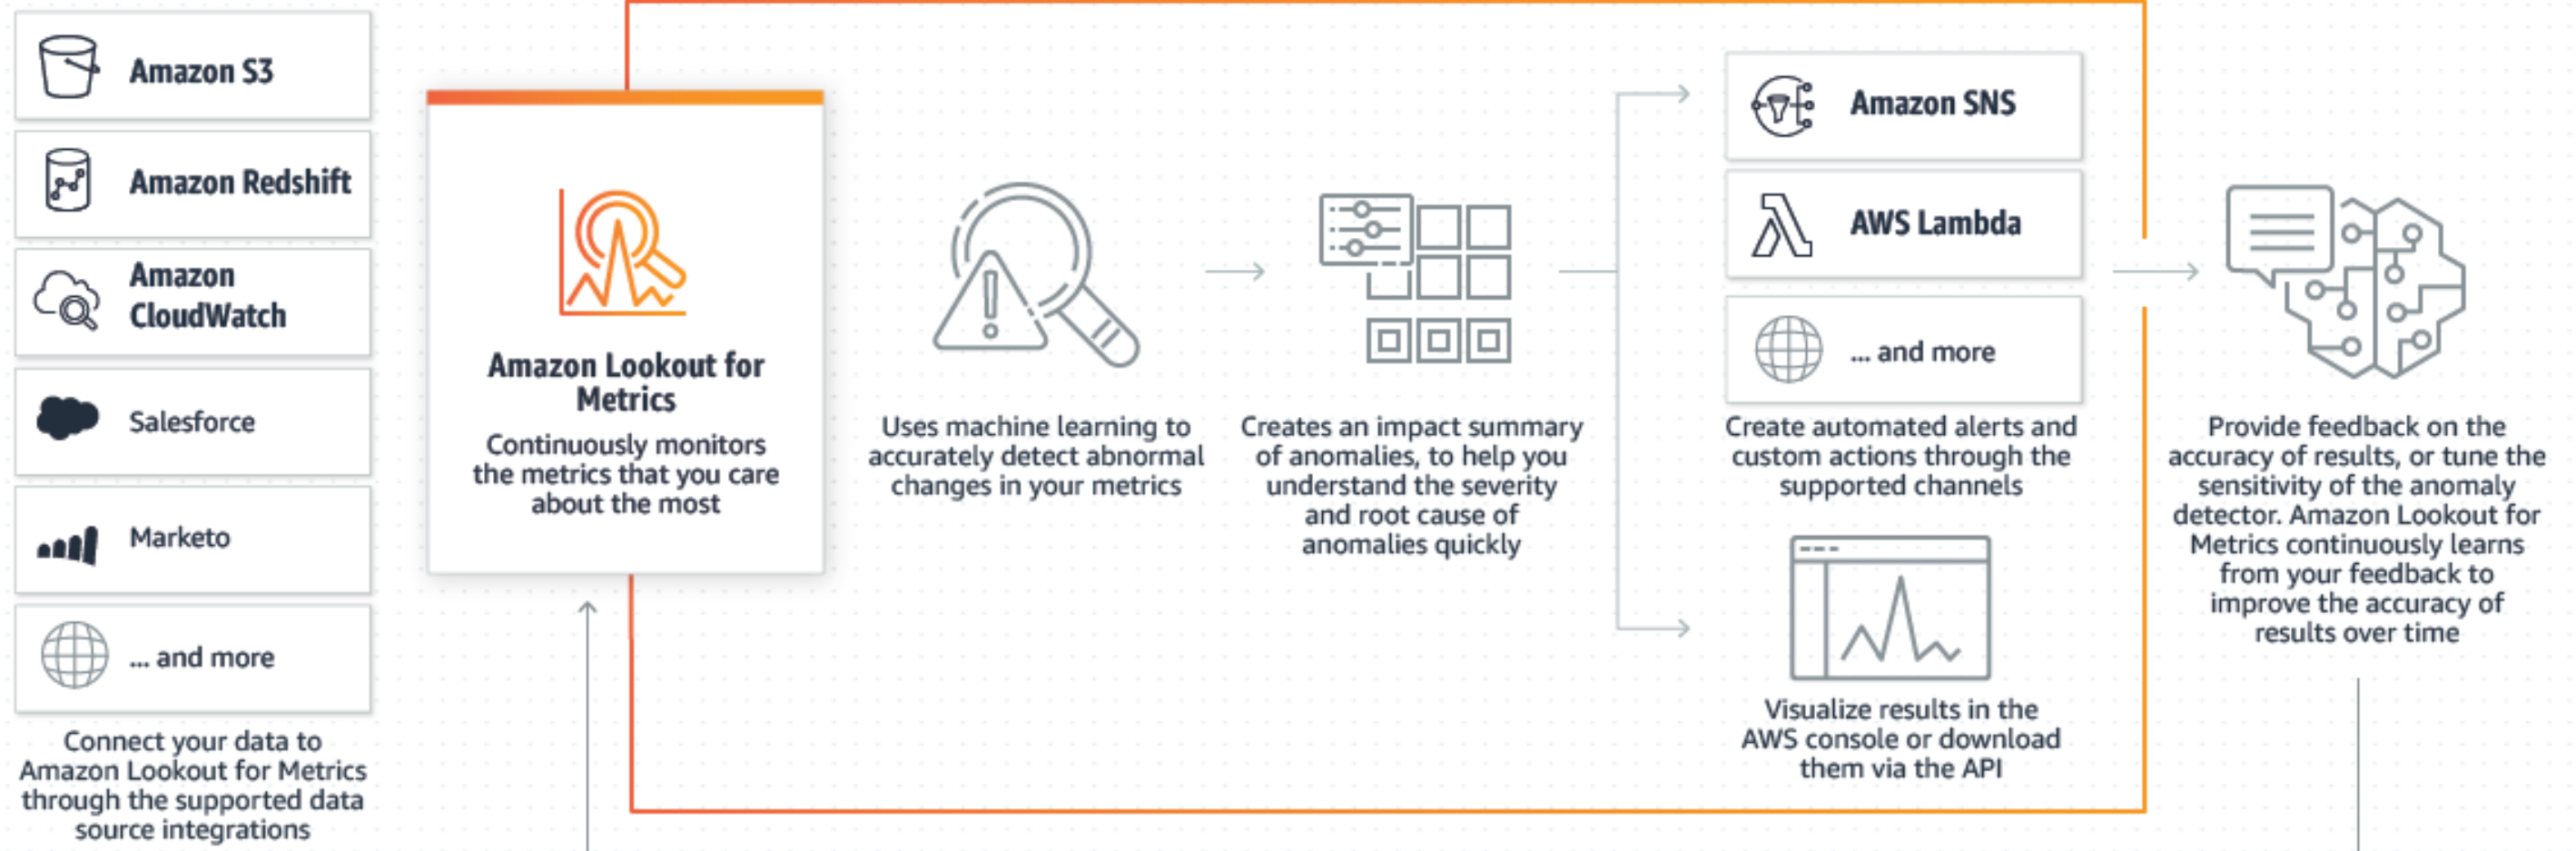 Amazon S3
Amazon Redshift
Amazon
CloudWatch
Salesforce
Marketo
... and more
Connect your data to
Amazon Lookout for Metrics
through the supported data
source integrations
Amazon Lookout for
Metrics
Continuously monitors
the metrics that you care
about the most
Uses machine learning to
accurately detect abnormal
changes in your metrics
Creates an impact summary
of anomalies, to help you
understand the severity
and root cause of
anomalies quickly
Amazon SNS
AWS Lambda
... and more
Create automated alerts and
custom actions through the
supported channels
Visualize results in the
AWS console or download
them via the API
Provide feedback on the
accuracy of results, or tune the
sensitivity of the anomaly
detector. Amazon Lookout for
Metrics continuously learns
from your feedback to
improve the accuracy of
results over time